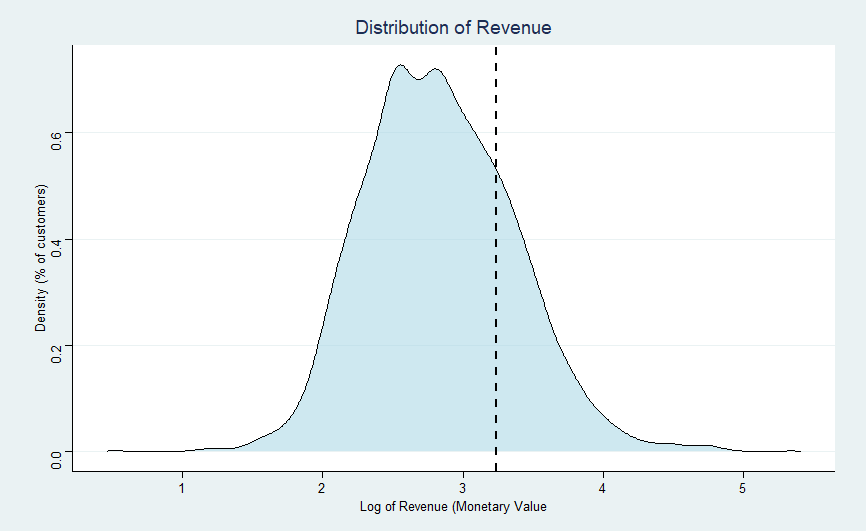 Distribution of Revenue
Density (% of customers)
0.6
0.4
0.2
0.0
1 2 3 4 5
Log of Revenue (Monetary Value